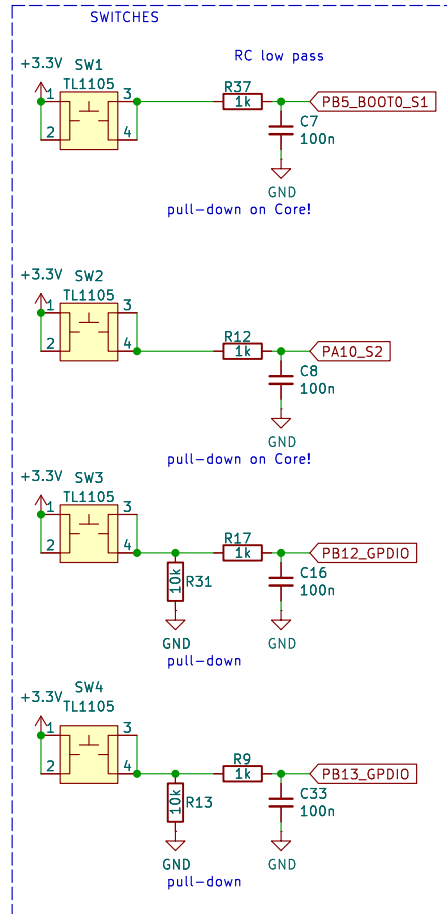 SWITCHES
RC low pass
+3.3V
SW1
TL1105
1
3
2
4
R37
1k
PB5_BOOT0_S1
C7
100n
GND
pull-down on Core!
+3.3V
SW2
TL1105
1
3
2
4
R12
1k
PA10_S2
C8
100n
GND
pull-down on Core!
+3.3V
SW3
TL1105
1
3
2
4
R17
1k
PB12_GPDIO
10k
R31
C16
100n
GND
GND
pull-down
+3.3V
SW4
TL1105
1
3
2
4
R9
1k
PB13_GPDIO
10k
R13
C33
100n
GND
GND
pull-down